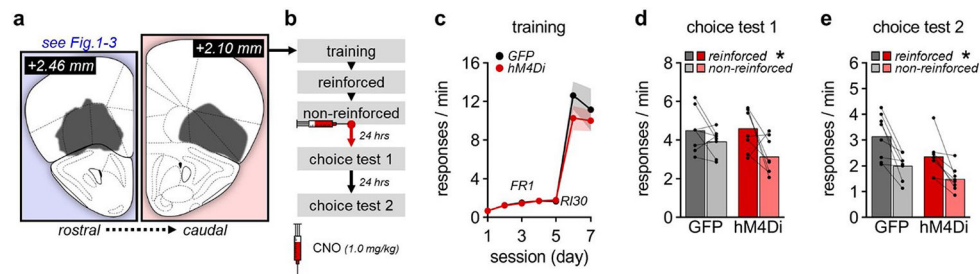 a
see Fig.1-3
+2.46 mm
+2.10 mm
rostral
caudal
b
training
reinforced
non-reinforced
24 hrs
choice test 1
24 hrs
choice test 2
CNO (1.0 mg/kg)
c
training
GFP
hM4Di
responses / min
16
12
8
4
0
FR1
RI30
1
3
5
7
session (day)
d
choice test 1
reinforced *
non-reinforced
responses / min
8
7
6
5
4
3
2
1
0
GFP
hM4Di
e
choice test 2
reinforced *
non-reinforced
responses / min
6
5
4
3
2
1
0
GFP
hM4Di